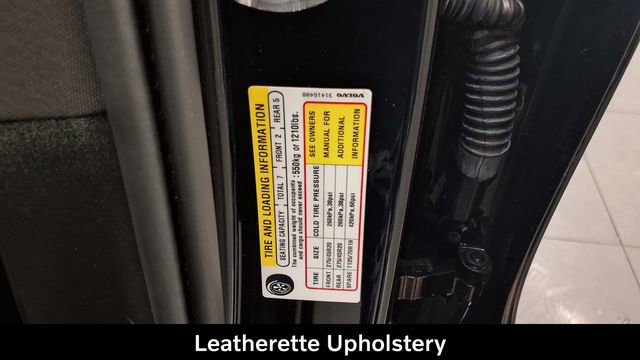 VOLVO 31416480
TIRE AND LOADING INFORMATION
SEATING CAPACITY TOTAL 7 FRONT 2 REAR 5
The combined weight of occupants and cargo should never exceed : 550kg or 1210lbs.
TIRE SIZE COLD TIRE PRESSURE SEE OWNERS MANUAL FOR ADDITIONAL INFORMATION
FRONT 275/45R20 260kPa,38psi
REAR 275/45R20 260kPa,38psi
SPARE T125/70R19 420kPa,60psi
Leatherette Upholstery